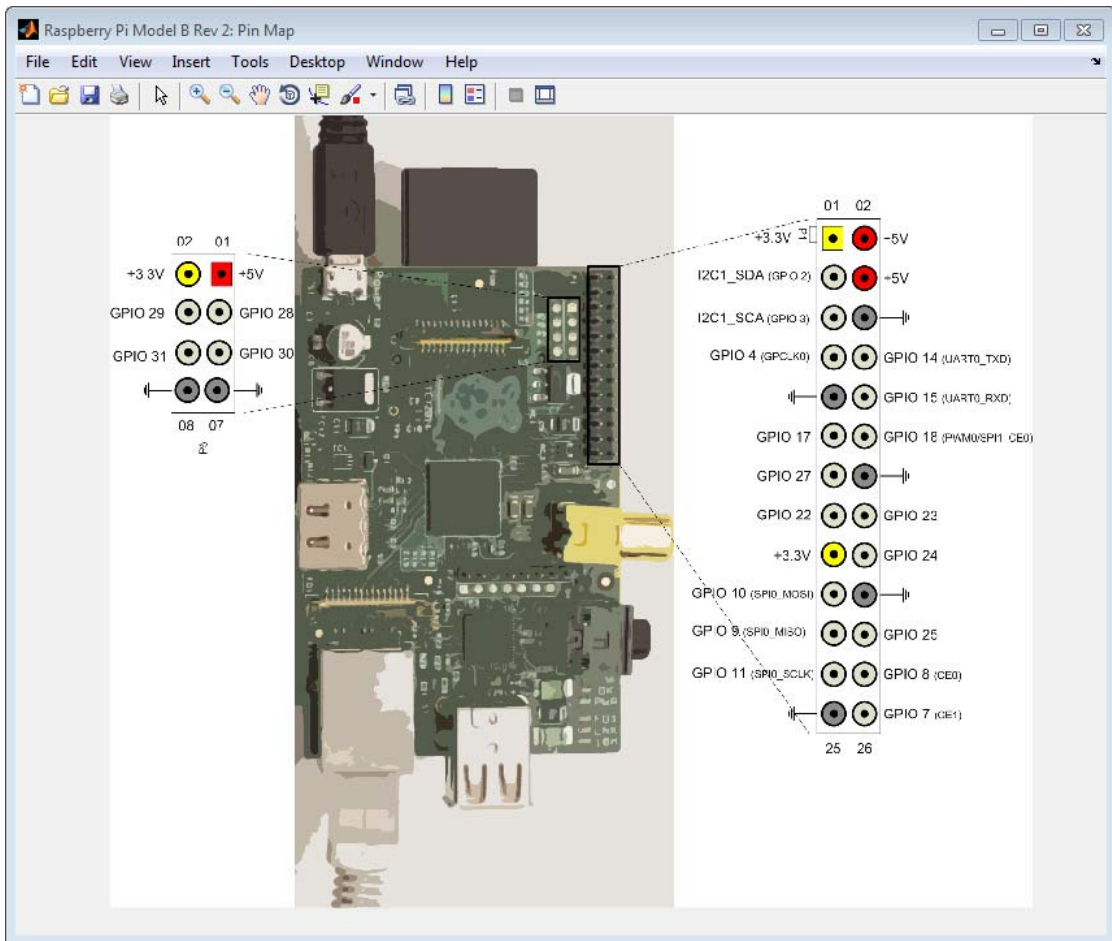 Raspberry Pi Model B Rev 2: Pin Map
File Edit View Insert Tools Desktop Window Help
02 01
+3.3V +5V
GPIO 29 GPIO 28
GPIO 31 GPIO 30
08 07
01 02
+3.3V +5V
I2C1_SDA (GPIO 2) +5V
I2C1_SCA (GPIO 3)
GPIO 4 (GPCLK0) GPIO 14 (UART0_TXD)
GPIO 15 (UART0_RXD)
GPIO 17 GPIO 18 (PWM0/SPI1_CE0)
GPIO 27
GPIO 22 GPIO 23
+3.3V GPIO 24
GPIO 10 (SPI0_MOSI)
GPIO 9 (SPI0_MISO) GPIO 25
GPIO 11 (SPI0_SCLK) GPIO 8 (CE0)
GPIO 7 (CE1)
25 26